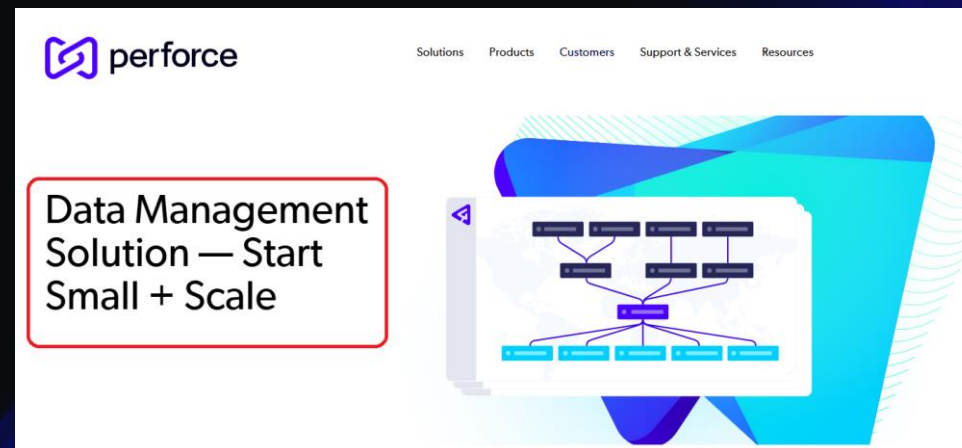 perforce
Solutions Products Customers Support & Services Resources
Data Management
Solution — Start
Small + Scale